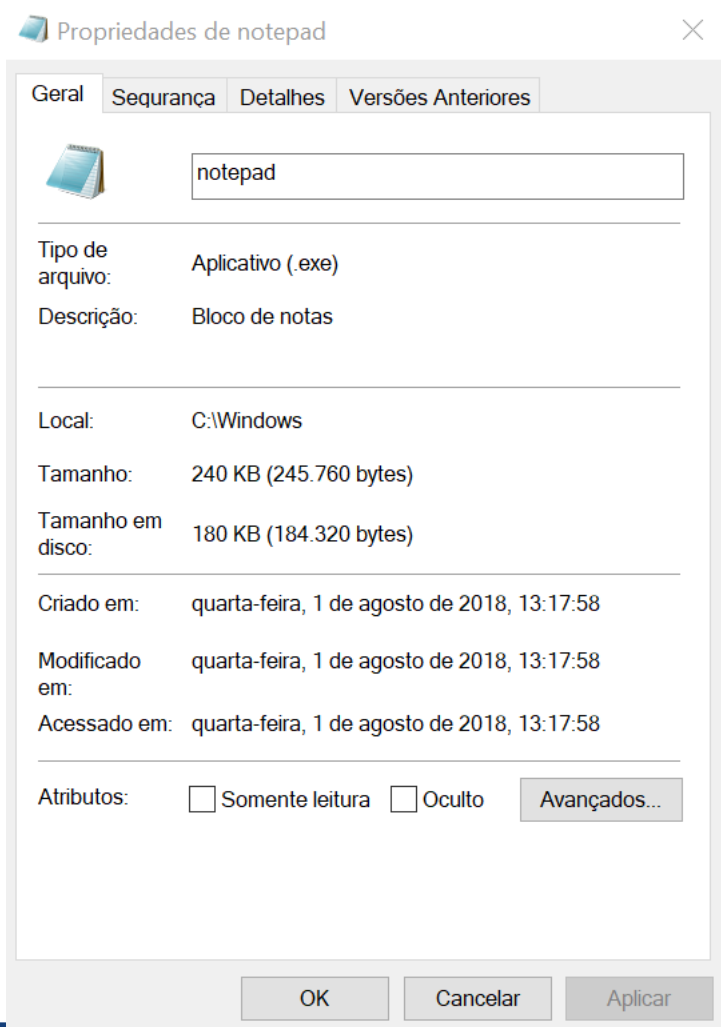 Propriedades de notepad
Geral Segurança Detalhes Versões Anteriores
notepad
Tipo de
arquivo: Aplicativo (.exe)
Descrição: Bloco de notas
Local: C:\Windows
Tamanho: 240 KB (245.760 bytes)
Tamanho em
disco: 180 KB (184.320 bytes)
Criado em: quarta-feira, 1 de agosto de 2018, 13:17:58
Modificado quarta-feira, 1 de agosto de 2018, 13:17:58
em:
Acessado em: quarta-feira, 1 de agosto de 2018, 13:17:58
Atributos: Somente leitura Oculto Avançados...
OK Cancelar Aplicar